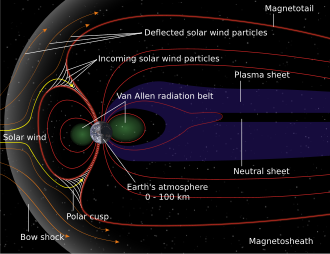 Magnetotail
Deflected solar wind particles
Incoming solar wind particles
Plasma sheet
Van Allen radiation belt
Solar wind
Neutral sheet
Earth's atmosphere
0 - 100 km
Polar cusp
Bow shock
Magnetosheath